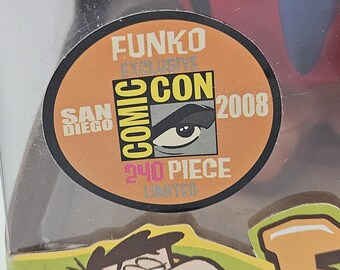 FUNKO
EXCLUSIVE
SAN DIEGO
COMIC CON
2008
240 PIECE
LIMITED